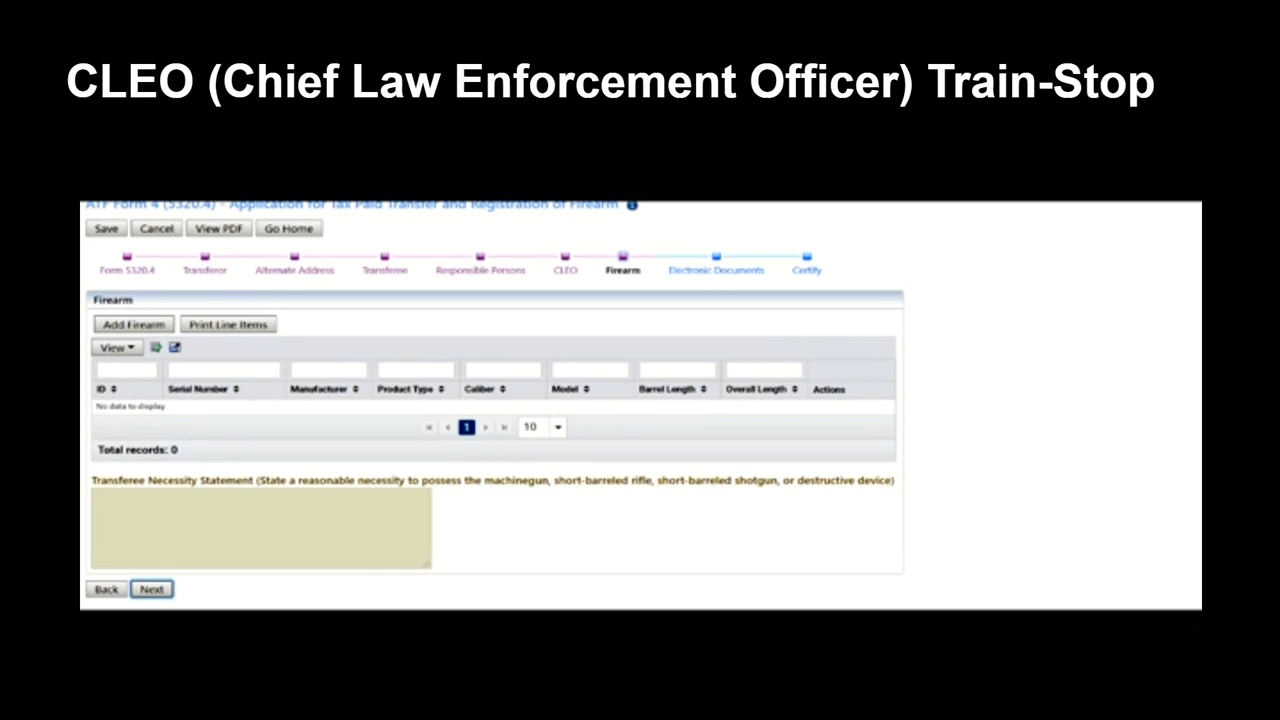 CLEO (Chief Law Enforcement Officer) Train-Stop
ATF Form 4 (5320.4) - Application for Tax Paid Transfer and Registration of Firearm
Save Cancel View PDF Go Home
Form 5320.4 Transferor Alternate Address Transferee Responsible Persons CLEO Firearm Electronic Documents Certify
Firearm
Add Firearm Print Line Items
View
ID Serial Number Manufacturer Product Type Caliber Model Barrel Length Overall Length Actions
No data to display
1 10
Total records: 0
Transferee Necessity Statement (State a reasonable necessity to possess the machinegun, short-barreled rifle, short-barreled shotgun, or destructive device)
Back Next